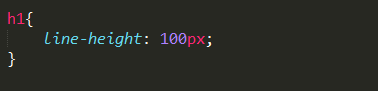 h1{
    line-height: 100px;
}